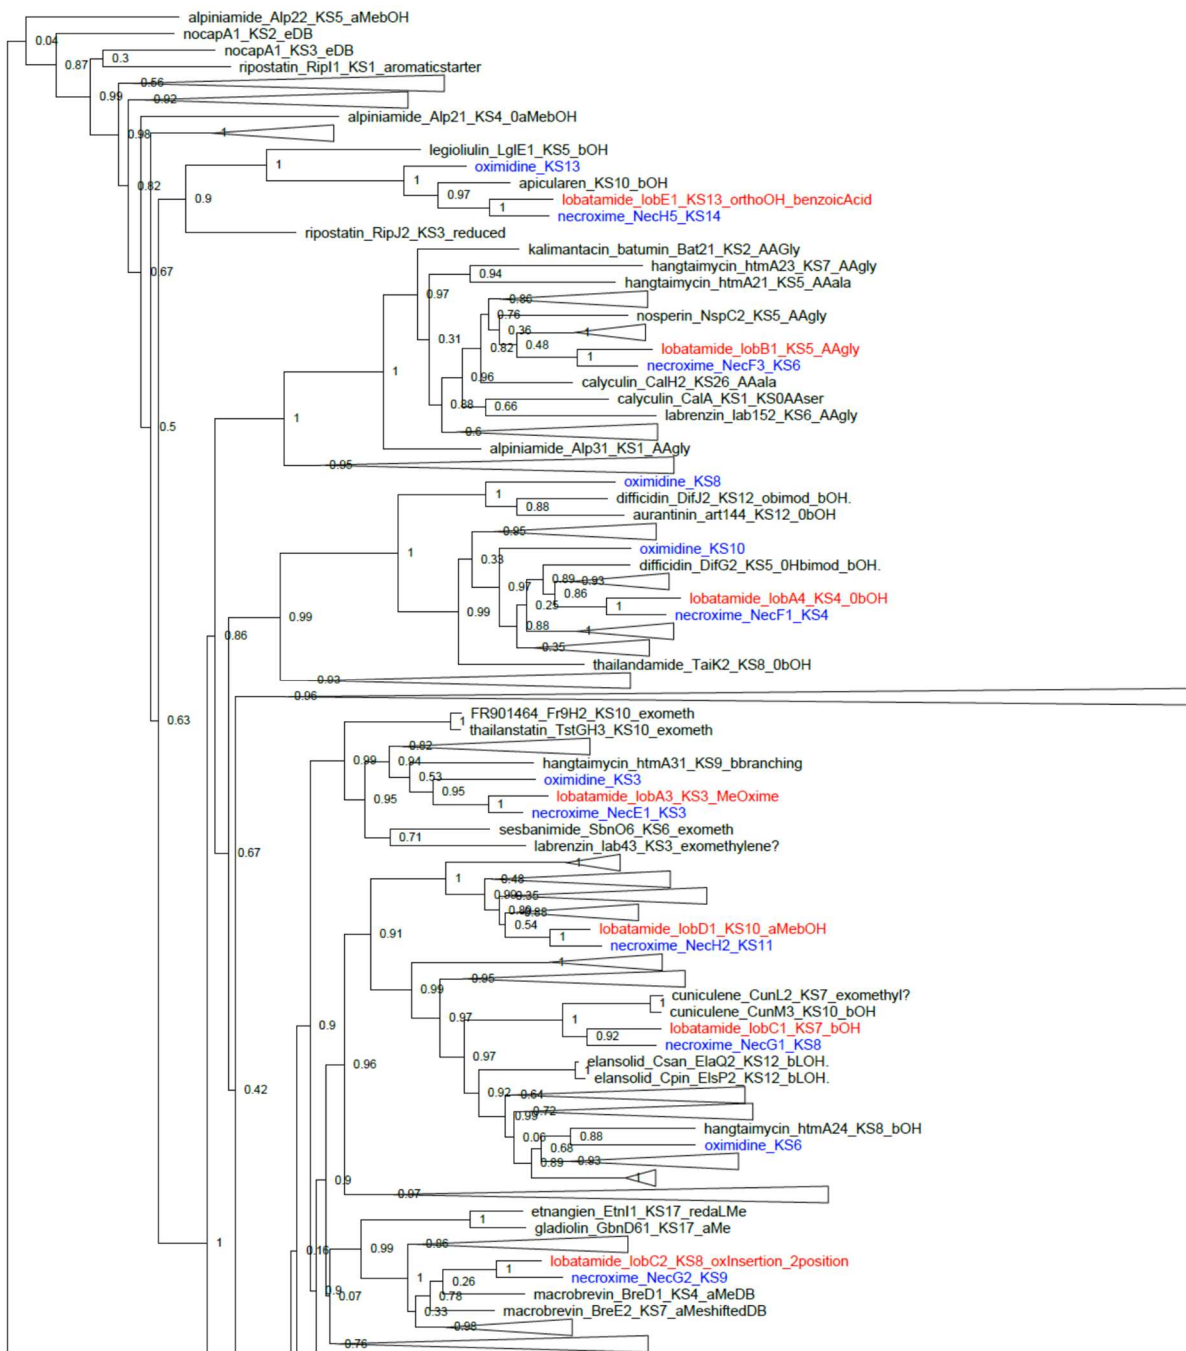 alpiniamide_Alp22_KS5_aMebOH
0.04
nocapA1_KS2_eDB
0.87
nocapA1_KS3_eDB
0.3
ripostatin_RipI1_KS1_aromaticstarter
0.56
0.99
0.92
alpiniamide_Alp21_KS4_0aMebOH
0.98
1
legioliulin_LglE1_KS5_bOH
1
oximidine_KS13
1
apicularen_KS10_bOH
0.82
0.97
0.9
lobatamide_lobE1_KS13_orthoOH_benzoicAcid
1
necroxime_NecH5_KS14
ripostatin_RipJ2_KS3_reduced
kalimantacin_batumin_Bat21_KS2_AAGly
hangtaimycin_htmA23_KS7_AAgly
0.67
0.94
hangtaimycin_htmA21_KS5_AAala
0.97
0.86
0.76
nosperin_NspC2_KS5_AAgly
0.36
1
0.31
0.82
0.48
lobatamide_lobB1_KS5_AAgly
1
necroxime_NecF3_KS6
1
0.96
calyculin_CalH2_KS26_AAala
calyculin_CalA_KS1_KS0AAser
0.88
0.66
labrenzin_lab152_KS6_AAgly
1
0.5
0.6
alpiniamide_Alp31_KS1_AAgly
0.95
oximidine_KS8
1
difficidin_DifJ2_KS12_obimod_bOH.
0.88
aurantinin_art144_KS12_0bOH
0.95
1
oximidine_KS10
0.33
difficidin_DifG2_KS5_0Hbimod_bOH.
0.97
0.89
0.93
0.86
lobatamide_lobA4_KS4_0bOH
0.25
1
0.99
0.99
necroxime_NecF1_KS4
0.88
1
0.86
0.35
thailandamide_TaiK2_KS8_0bOH
0.93
0.96
FR901464_Fr9H2_KS10_exometh
0.63
1
thailanstatin_TstGH3_KS10_exometh
0.82
0.99
0.94
hangtaimycin_htmA31_KS9_bbranching
0.53
oximidine_KS3
0.95
0.95
lobatamide_lobA3_KS3_MeOxime
1
necroxime_NecE1_KS3
sesbanimide_SbnO6_KS6_exometh
0.71
labrenzin_lab43_KS3_exomethylene?
0.67
1
1
0.48
0.99
0.35
0.88
0.54
lobatamide_lobD1_KS10_aMebOH
0.91
1
necroxime_NecH2_KS11
1
0.95
0.99
cuniculene_CunL2_KS7_exomethyl?
1
cuniculene_CunM3_KS10_bOH
0.97
1
0.9
lobatamide_lobC1_KS7_bOH
0.92
necroxime_NecG1_KS8
0.97
0.96
elansolid_Csan_ElaQ2_KS12_bLOH.
1
elansolid_Cpin_ElsP2_KS12_bLOH.
0.42
0.92
0.64
0.72
0.99
hangtaimycin_htmA24_KS8_bOH
0.06
0.88
0.68
oximidine_KS6
0.89
0.93
1
0.9
0.97
etnangien_EtnI1_KS17_redaLMe
1
gladiolin_GbnD61_KS17_aMe
1
0.16
0.99
0.86
lobatamide_lobC2_KS8_oxInsertion_2position
1
1
0.26
necroxime_NecG2_KS9
0.9
0.07
0.78
macrobrevin_BreD1_KS4_aMeDB
0.33
macrobrevin_BreE2_KS7_aMeshiftedDB
0.98
0.76